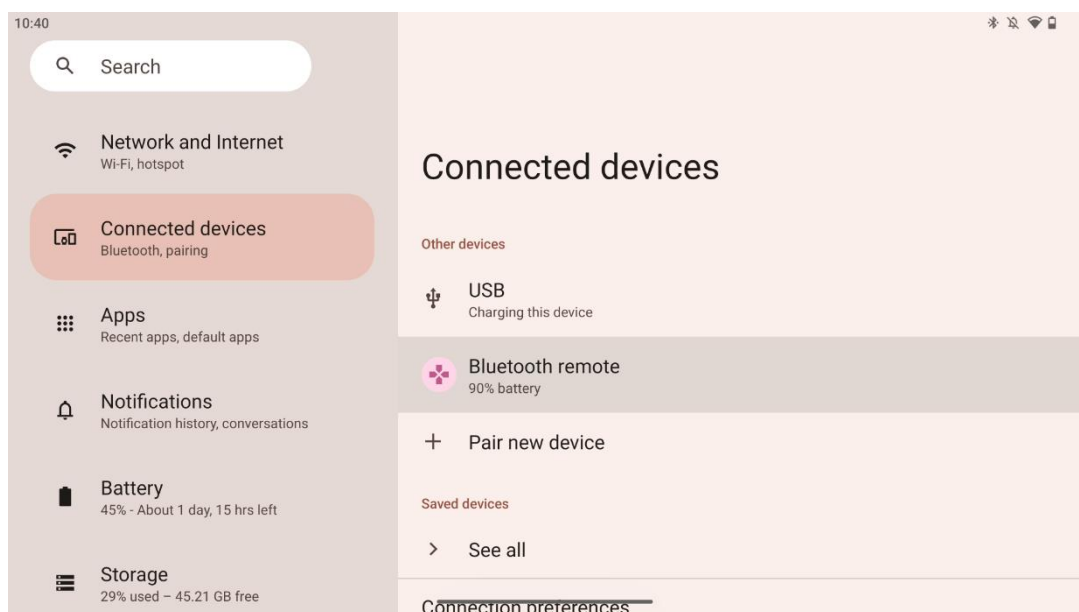 10:40
Search
Network and Internet
Wi-Fi, hotspot
Connected devices
Bluetooth, pairing
Apps
Recent apps, default apps
Notifications
Notification history, conversations
Battery
45% - About 1 day, 15 hrs left
Storage
29% used – 45.21 GB free
Connected devices
Other devices
USB
Charging this device
Bluetooth remote
90% battery
Pair new device
Saved devices
See all
Connection preferences